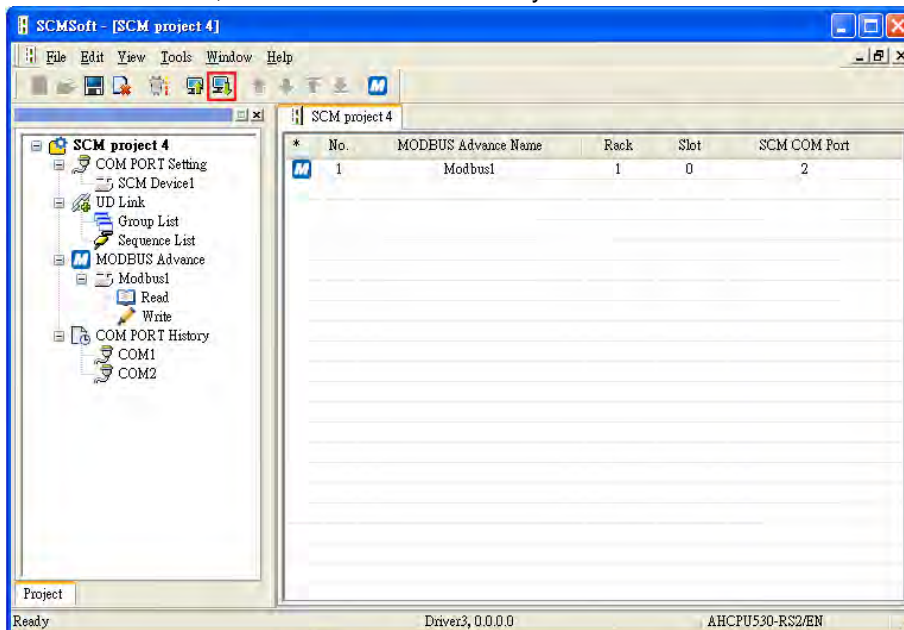 SCMSoft - [SCM project 4]
File Edit View Tools Window Help
SCM project 4
* No. MODBUS Advance Name Rack Slot SCM COM Port
1 Modbus1 1 0 2
SCM project 4
COM PORT Setting
SCM Device1
UD Link
Group List
Sequence List
MODBUS Advance
Modbus1
Read
Write
COM PORT History
COM1
COM2
Project
Ready Driver3, 0.0.0.0 AHCPU530-RS2/EN